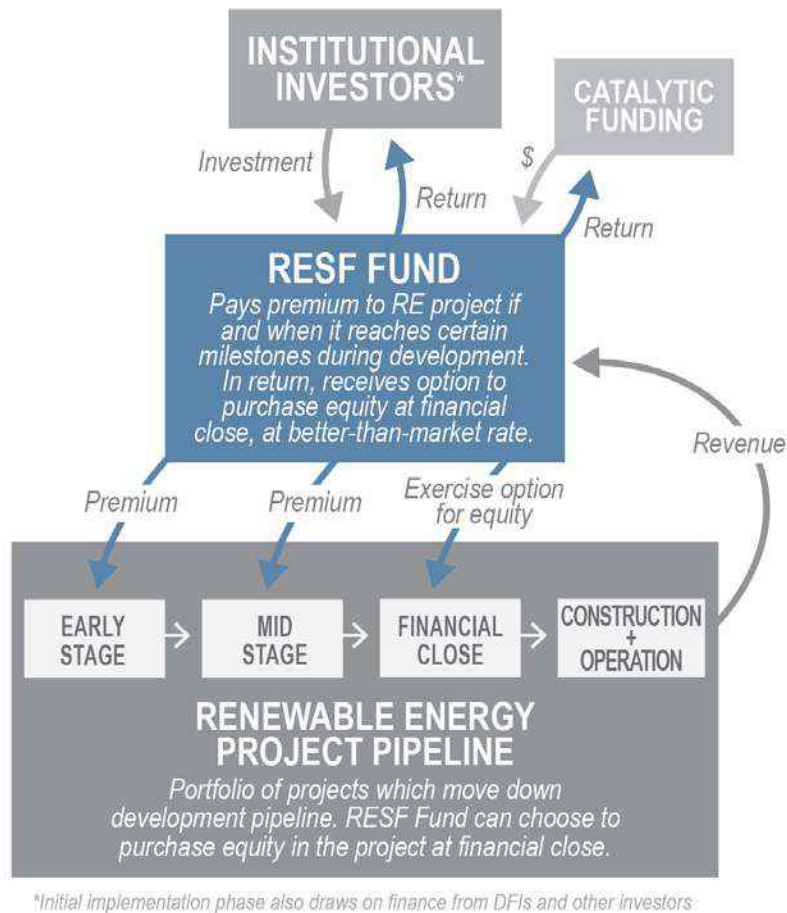 INSTITUTIONAL
INVESTORS*
CATALYTIC
FUNDING
Investment
Return
$
Return
RESF FUND
Pays premium to RE project if
and when it reaches certain
milestones during development.
In return, receives option to
purchase equity at financial
close, at better-than-market rate.
Revenue
Premium
Premium
Exercise option
for equity
EARLY
STAGE
MID
STAGE
FINANCIAL
CLOSE
CONSTRUCTION
+
OPERATION
RENEWABLE ENERGY
PROJECT PIPELINE
Portfolio of projects which move down
development pipeline. RESF Fund can choose to
purchase equity in the project at financial close.
*Initial implementation phase also draws on finance from DFIs and other investors